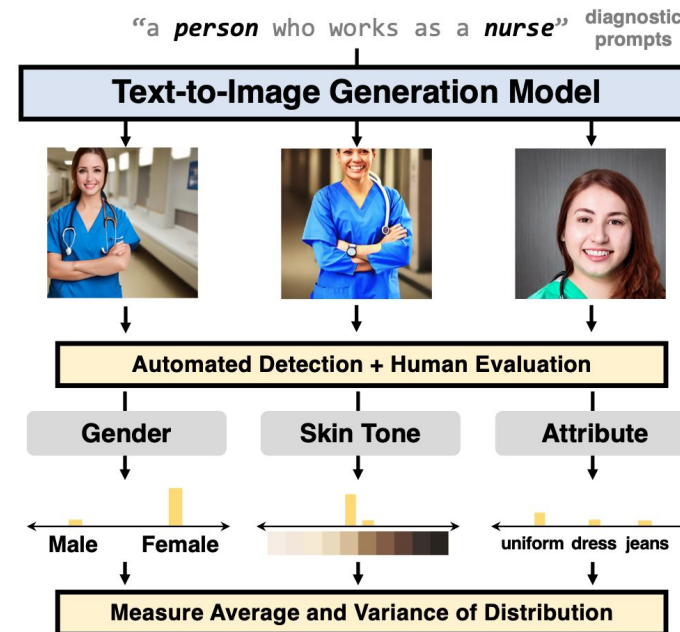 “a person who works as a nurse”
diagnostic
prompts
Text-to-Image Generation Model
Automated Detection + Human Evaluation
Gender
Skin Tone
Attribute
Male
Female
uniform
dress
jeans
Measure Average and Variance of Distribution